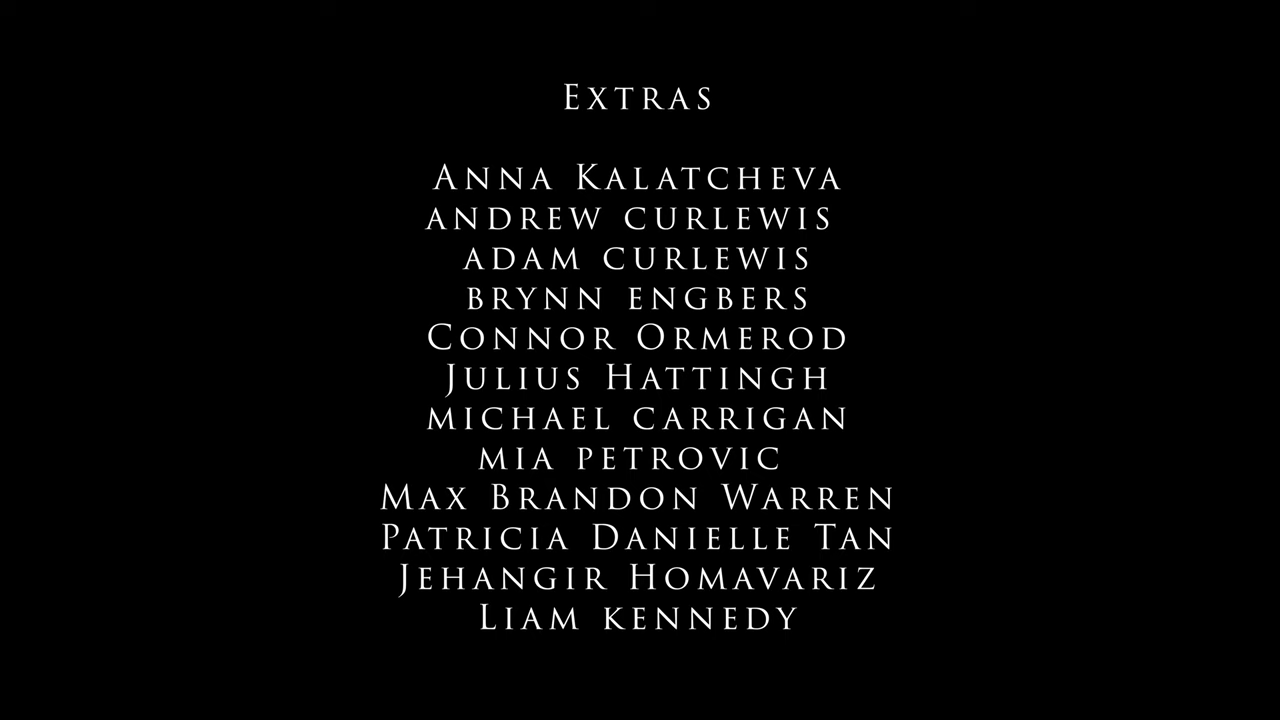 Extras
Anna Kalatcheva
andrew curlewis
adam curlewis
brynn engbers
Connor Ormerod
Julius Hattingh
michael carrigan
mia petrovic
Max Brandon Warren
Patricia Danielle Tan
Jehangir Homavariz
Liam kennedy